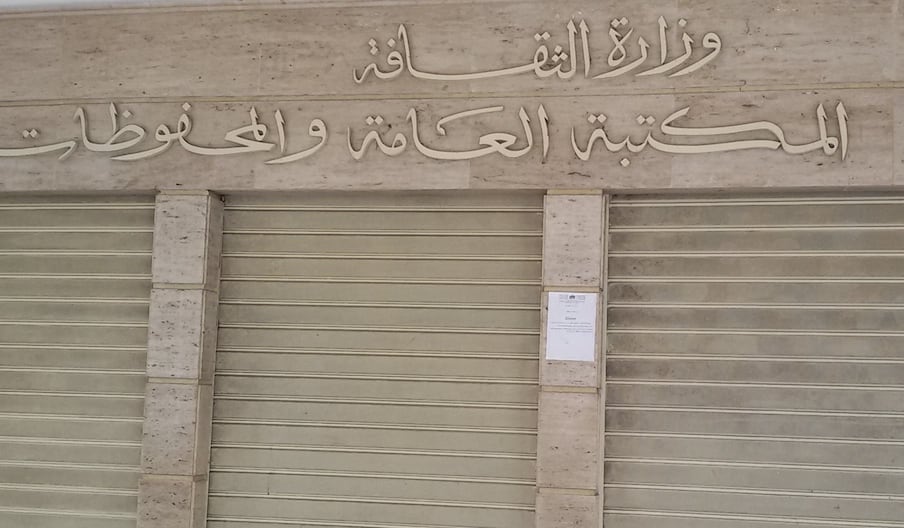 وزارة الثقافة
المكتبة العامة والمحفوظات